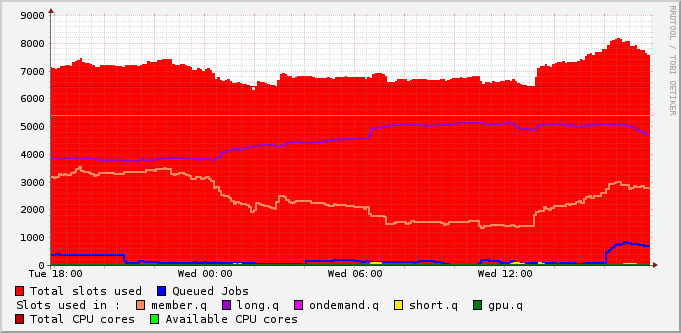 9000
8000
7000
6000
5000
4000
3000
2000
1000
0
Tue 18:00 Wed 00:00 Wed 06:00 Wed 12:00
Total slots used Queued Jobs
Slots used in : member.q long.q ondemand.q short.q gpu.q
Total CPU cores Available CPU cores
RRDTOOL / TOBI OETIKER